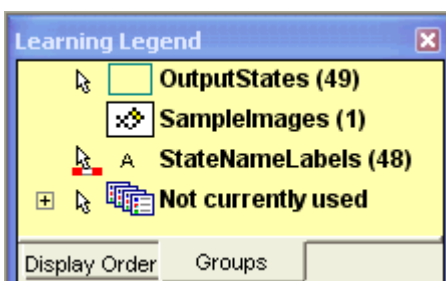 Learning Legend
OutputStates (49)
SampleImages (1)
A StateNameLabels (48)
Not currently used
Display Order Groups